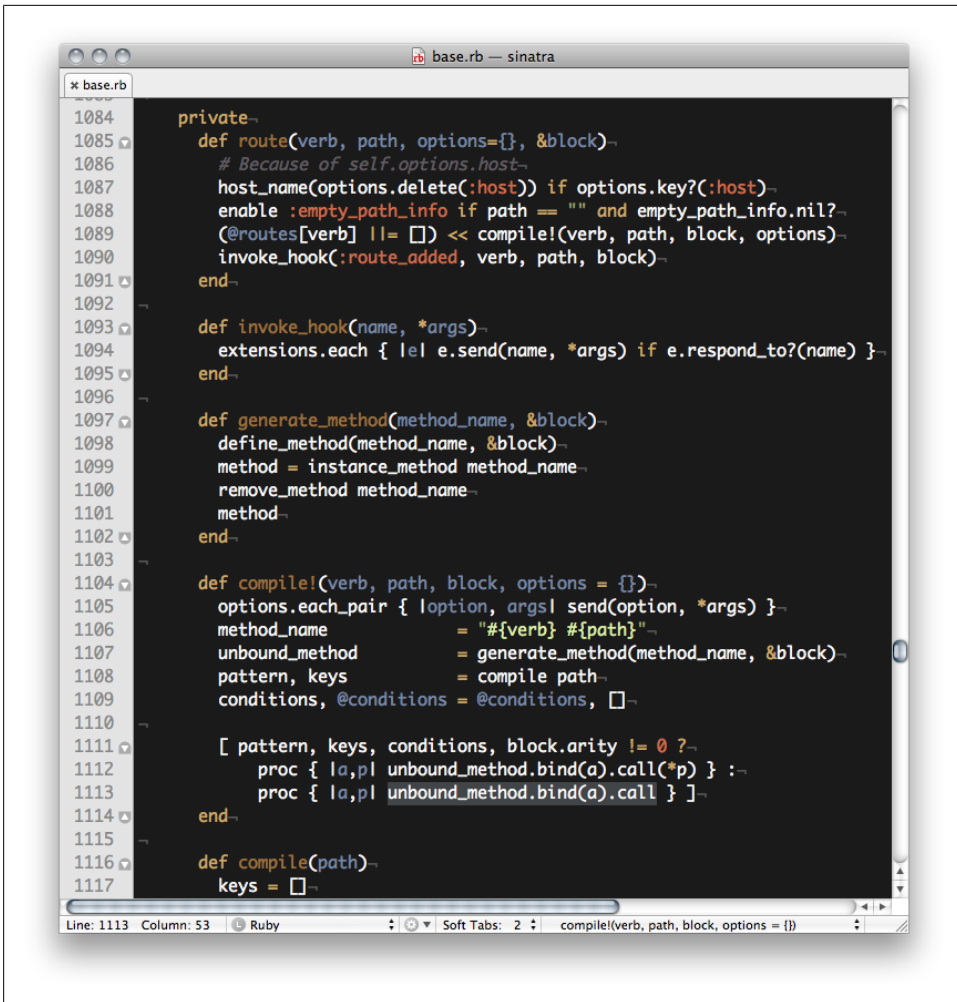 base.rb — sinatra
base.rb
1084 private¬
1085 def route(verb, path, options={}, &block)¬
1086 # Because of self.options.host¬
1087 host_name(options.delete(:host)) if options.key?(:host)¬
1088 enable :empty_path_info if path == "" and empty_path_info.nil?¬
1089 (@routes[verb] ||= []) << compile!(verb, path, block, options)¬
1090 invoke_hook(:route_added, verb, path, block)¬
1091 end¬
1092 ¬
1093 def invoke_hook(name, *args)¬
1094 extensions.each { |e| e.send(name, *args) if e.respond_to?(name) }¬
1095 end¬
1096 ¬
1097 def generate_method(method_name, &block)¬
1098 define_method(method_name, &block)¬
1099 method = instance_method method_name¬
1100 remove_method method_name¬
1101 method¬
1102 end¬
1103 ¬
1104 def compile!(verb, path, block, options = {})¬
1105 options.each_pair { |option, args| send(option, *args) }¬
1106 method_name = "#{verb} #{path}"¬
1107 unbound_method = generate_method(method_name, &block)¬
1108 pattern, keys = compile path¬
1109 conditions, @conditions = @conditions, []¬
1110 ¬
1111 [ pattern, keys, conditions, block.arity != 0 ?¬
1112 proc { |a,p| unbound_method.bind(a).call(*p) } :¬
1113 proc { |a,p| unbound_method.bind(a).call } ]¬
1114 end¬
1115 ¬
1116 def compile(path)¬
1117 keys = []¬
Line: 1113 Column: 53 L Ruby Soft Tabs: 2 compile!(verb, path, block, options = {})